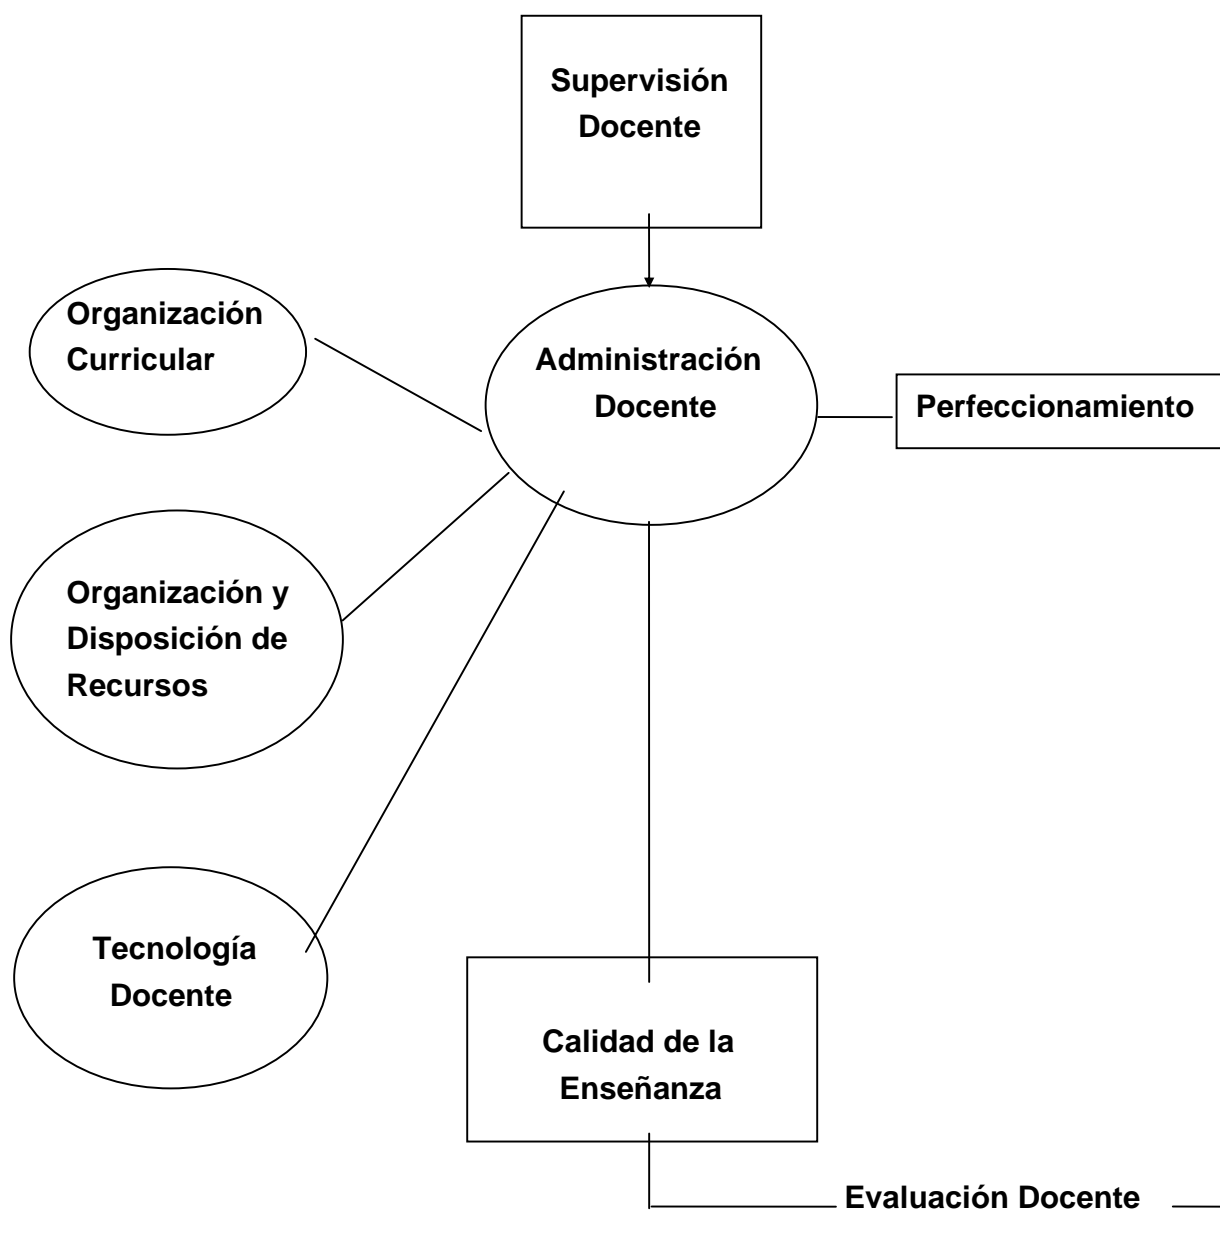 Supervisión
Docente
Organización
Curricular
Administración
Docente
Perfeccionamiento
Organización y
Disposición de
Recursos
Tecnología
Docente
Calidad de la
Enseñanza
Evaluación Docente